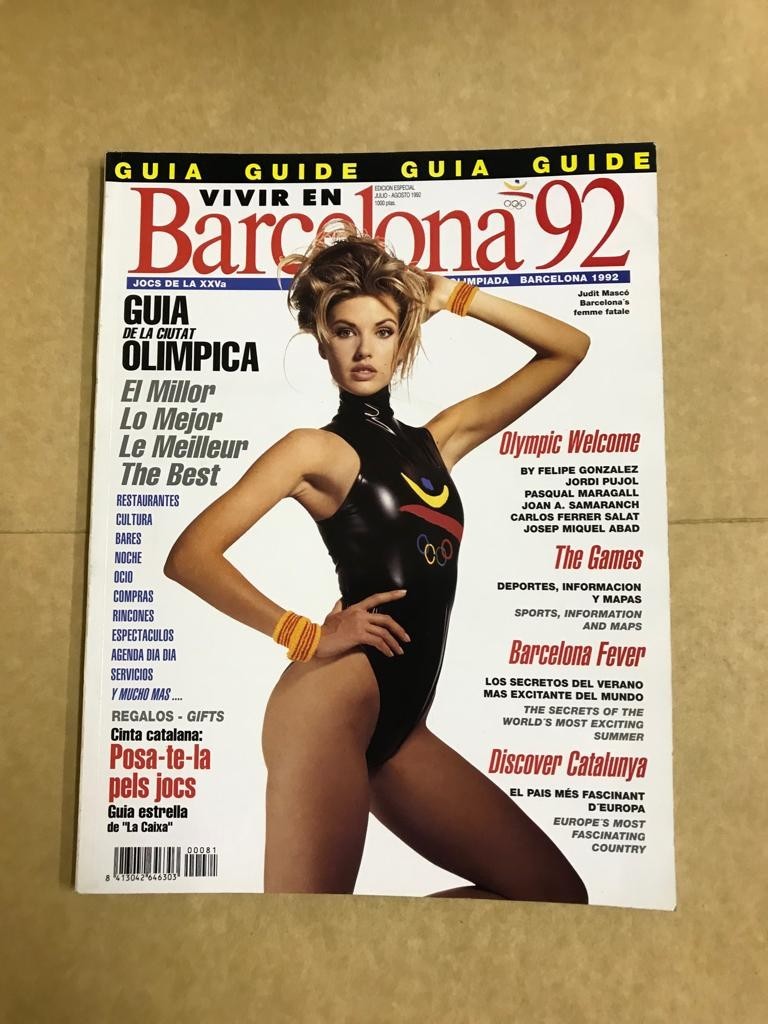 GUIA GUIDE GUIA GUIDE
VIVIR EN
EDICION ESPECIAL
JULIO - AGOSTO 1992
1000 ptas.
Barcelona'92
JOCS DE LA XXVa OLIMPIADA BARCELONA 1992
Judit Mascó
Barcelona's
femme fatale
GUIA
DE LA CIUTAT
OLIMPICA
El Millor
Lo Mejor
Le Meilleur
The Best
RESTAURANTES
CULTURA
BARES
NOCHE
OCIO
COMPRAS
RINCONES
ESPECTACULOS
AGENDA DIA DIA
SERVICIOS
Y MUCHO MAS ....
REGALOS - GIFTS
Cinta catalana:
Posa-te-la
pels jocs
Guia estrella
de "La Caixa"
00081
8 413042 646303
Olympic Welcome
BY FELIPE GONZALEZ
JORDI PUJOL
PASQUAL MARAGALL
JOAN A. SAMARANCH
CARLOS FERRER SALAT
JOSEP MIQUEL ABAD
The Games
DEPORTES, INFORMACION
Y MAPAS
SPORTS, INFORMATION
AND MAPS
Barcelona Fever
LOS SECRETOS DEL VERANO
MAS EXCITANTE DEL MUNDO
THE SECRETS OF THE
WORLD'S MOST EXCITING
SUMMER
Discover Catalunya
EL PAIS MÉS FASCINANT
D'EUROPA
EUROPE'S MOST
FASCINATING
COUNTRY